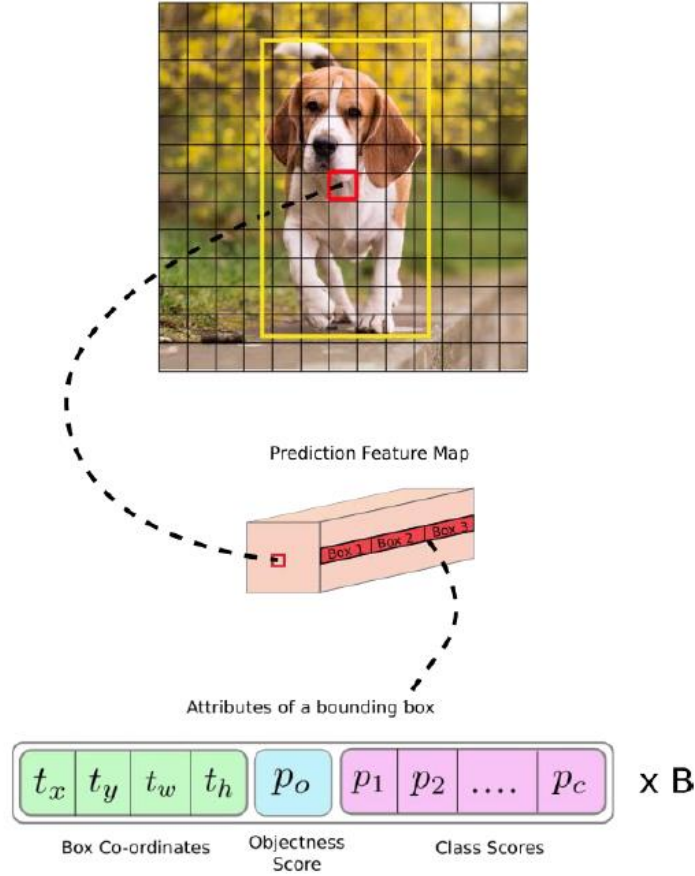 Prediction Feature Map
Box 1 Box 2 Box 3
Attributes of a bounding box
t_x t_y t_w t_h p_o p_1 p_2 .... p_c x B
Box Co-ordinates Objectness Score Class Scores